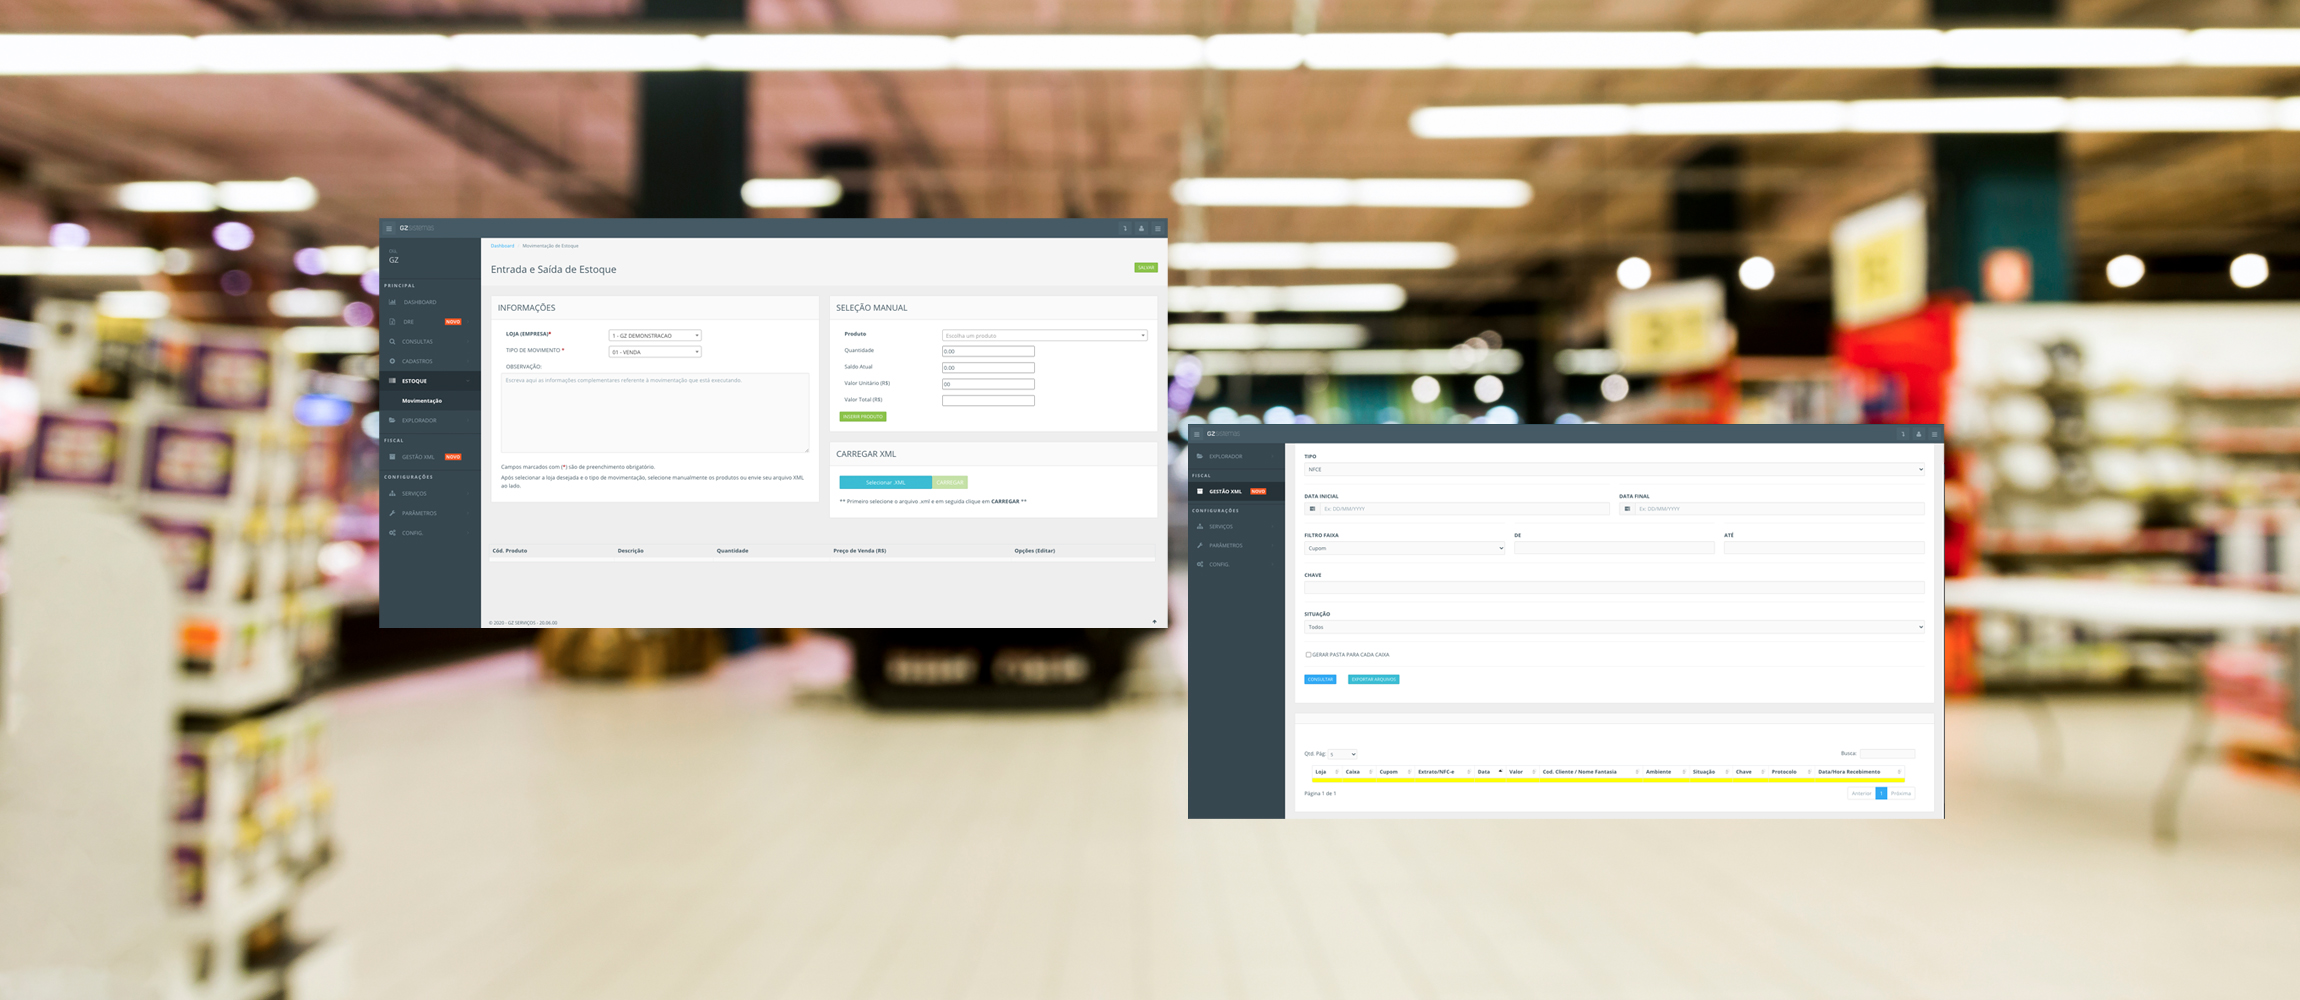 GZ SISTEMAS
GZ
PRINCIPAL
DASHBOARD
DRE NOVO
CONSULTAS
CADASTROS
ESTOQUE
Movimentação
EXPLORADOR
FISCAL
GESTÃO XML NOVO
CONFIGURAÇÕES
SERVIÇOS
PARÂMETROS
CONFIG.
Dashboard / Movimentação de Estoque
Entrada e Saída de Estoque
SALVAR
INFORMAÇÕES
LOJA (EMPRESA)* 1 - GZ DEMONSTRACAO
TIPO DE MOVIMENTO * 01 - VENDA
OBSERVAÇÃO:
Escreva aqui as informações complementares referente à movimentação que está executando.
Campos marcados com (*) são de preenchimento obrigatório.
Após selecionar a loja desejada e o tipo de movimentação, selecione manualmente os produtos ou envie seu arquivo XML
ao lado.
SELEÇÃO MANUAL
Produto Escolha um produto
Quantidade 0.00
Saldo Atual 0.00
Valor Unitário (R$) 00
Valor Total (R$)
INSERIR PRODUTO
CARREGAR XML
Selecionar .XML CARREGAR
** Primeiro selecione o arquivo .xml e em seguida clique em CARREGAR **
Cód. Produto Descrição Quantidade Preço de Venda (R$) Opções (Editar)
© 2020 - GZ SERVIÇOS - 20.06.00
GZ SISTEMAS
EXPLORADOR
FISCAL
GESTÃO XML NOVO
CONFIGURAÇÕES
SERVIÇOS
PARÂMETROS
CONFIG.
TIPO
NFCE
DATA INICIAL DATA FINAL
Ex: DD/MM/YYYY Ex: DD/MM/YYYY
FILTRO FAIXA DE ATÉ
Cupom
CHAVE
SITUAÇÃO
Todos
GERAR PASTA PARA CADA CAIXA
CONSULTAR EXPORTAR ARQUIVOS
Qtd. Pág: 5 Busca:
Loja Caixa Cupom Extrato/NFC-e Data Valor Cod. Cliente / Nome Fantasia Ambiente Situação Chave Protocolo Data/Hora Recebimento
Página 1 de 1 Anterior 1 Próxima